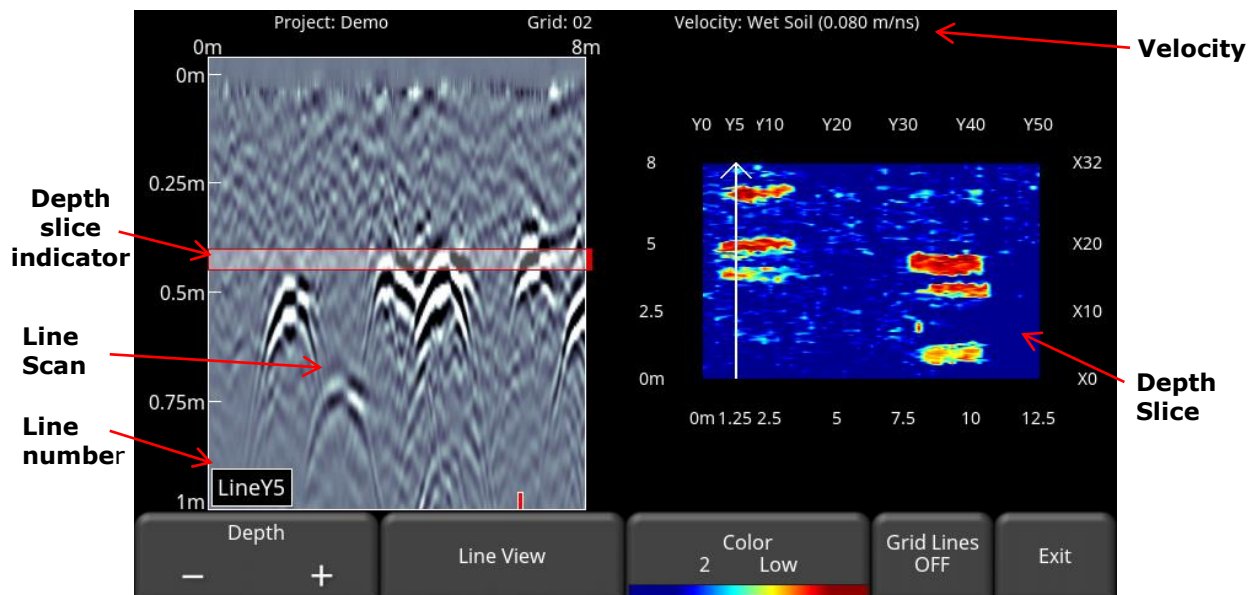 Project: Demo
Grid: 02
Velocity: Wet Soil (0.080 m/ns)
Velocity
0m
8m
0m
0.25m
0.5m
0.75m
1m
LineY5
Depth
slice
indicator
Line
Scan
Line
number
Y0 Y5 Y10 Y20 Y30 Y40 Y50
8
5
2.5
0m
X32
X20
X10
X0
0m 1.25 2.5 5 7.5 10 12.5
Depth
Slice
Depth
− +
Line View
Color
2 Low
Grid Lines
OFF
Exit